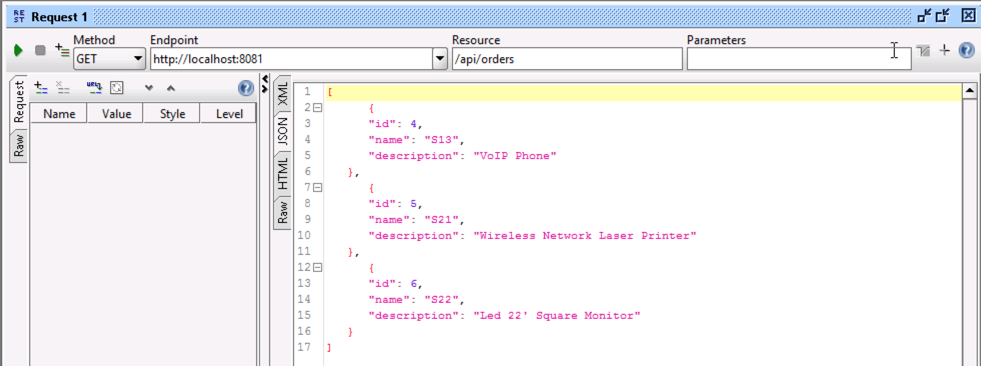 RE ST Request 1
Method Endpoint Resource Parameters
GET http://localhost:8081 /api/orders
Request
Raw
Name Value Style Level
XML
JSON
HTML
Raw
1 [
2 {
3 "id": 4,
4 "name": "S13",
5 "description": "VoIP Phone"
6 },
7 {
8 "id": 5,
9 "name": "S21",
10 "description": "Wireless Network Laser Printer"
11 },
12 {
13 "id": 6,
14 "name": "S22",
15 "description": "Led 22' Square Monitor"
16 }
17 ]